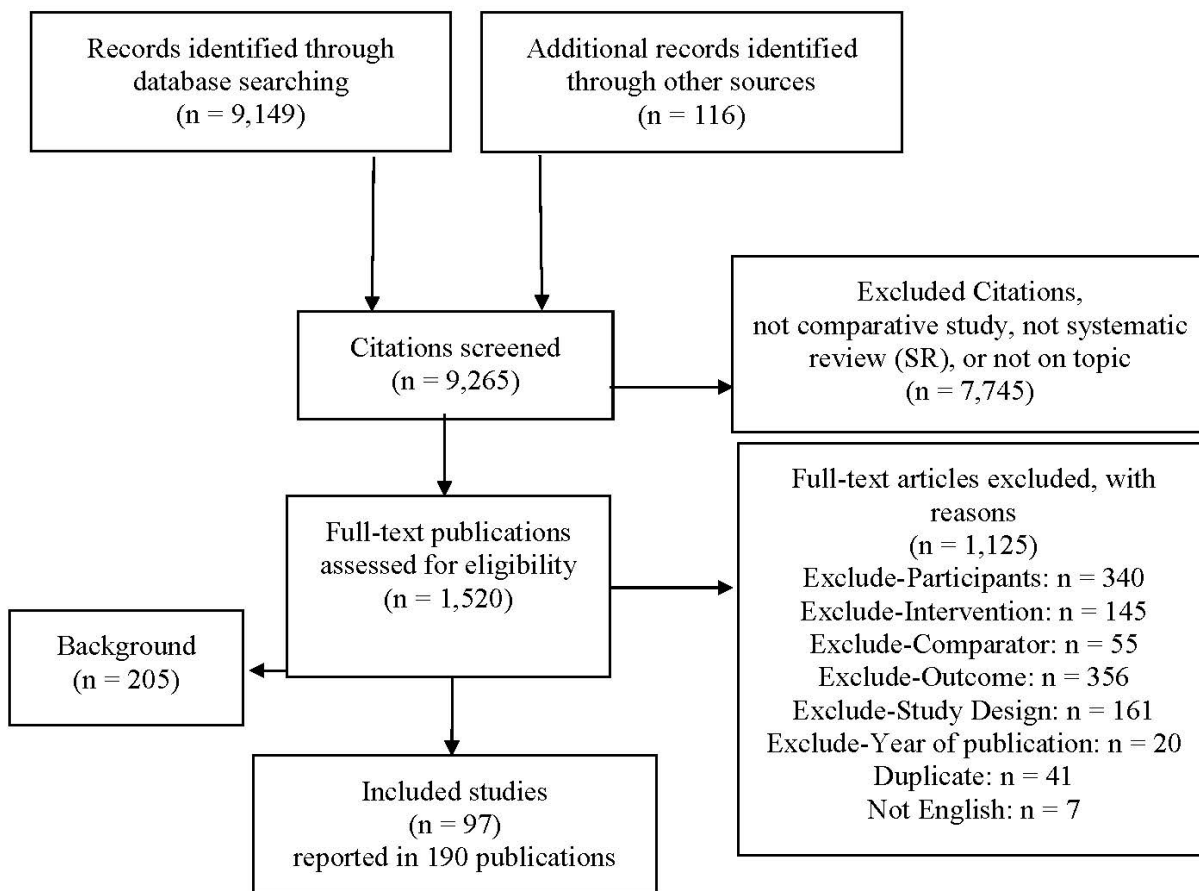 Records identified through
database searching
(n = 9,149)
Additional records identified
through other sources
(n = 116)
Citations screened
(n = 9,265)
Excluded Citations,
not comparative study, not systematic
review (SR), or not on topic
(n = 7,745)
Full-text publications
assessed for eligibility
(n = 1,520)
Full-text articles excluded, with
reasons
(n = 1,125)
Exclude-Participants: n = 340
Exclude-Intervention: n = 145
Exclude-Comparator: n = 55
Exclude-Outcome: n = 356
Exclude-Study Design: n = 161
Exclude-Year of publication: n = 20
Duplicate: n = 41
Not English: n = 7
Background
(n = 205)
Included studies
(n = 97)
reported in 190 publications